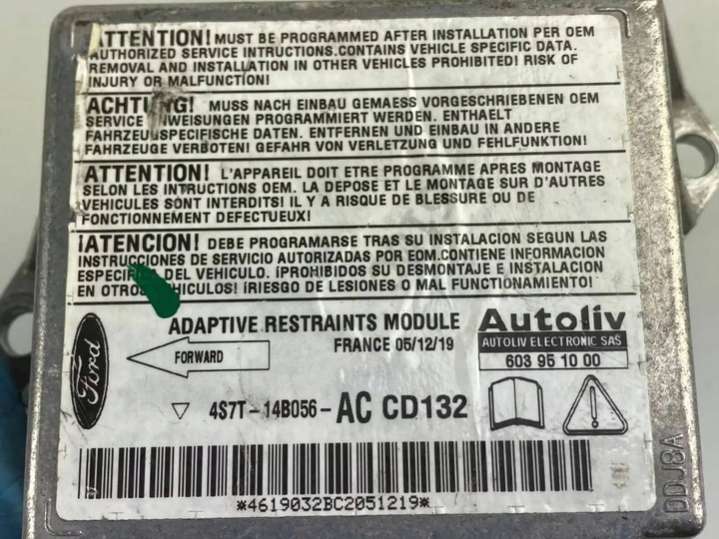 ATTENTION! MUST BE PROGRAMMED AFTER INSTALLATION PER OEM
AUTHORIZED SERVICE INTRUCTIONS.CONTAINS VEHICLE SPECIFIC DATA.
REMOVAL AND INSTALLATION IN OTHER VEHICLES PROHIBITED! RISK OF
INJURY OR MALFUNCTION!
ACHTUNG! MUSS NACH EINBAU GEMAESS VORGESCHRIEBENEN OEM
SERVICE NWEISUNGEN PROGRAMMIERT WERDEN. ENTHAELT
FAHRZEUGSPECIFISCHE DATEN. ENTFERNEN UND EINBAU IN ANDERE
FAHRZEUGE VERBOTEN! GEFAHR VON VERLETZUNG UND FEHLFUNKTION!
ATTENTION! L'APPAREIL DOIT ETRE PROGRAMME APRES MONTAGE
SELON LES INTRUCTIONS OEM. LA DEPOSE ET LE MONTAGE SUR D'AUTRES
VEHICULES SONT INTERDITS! IL Y A RISQUE DE BLESSURE OU DE
FONCTIONNEMENT DEFECTUEUX!
¡ATENCION! DEBE PROGRAMARSE TRAS SU INSTALACION SEGUN LAS
INSTRUCCIONES DE SERVICIO AUTORIZADAS POR EOM.CONTIENE INFORMACION
ESPECIFICA DEL VEHICULO. ¡PROHIBIDOS SU DESMONTAJE E INSTALACION
EN OTROS VEHICULOS! ¡RIESGO DE LESIONES O MAL FUNCIONAMIENTO!
Ford
ADAPTIVE RESTRAINTS MODULE
FORWARD
FRANCE 05/12/19
Autoliv
AUTOLIV ELECTRONIC SAS
603 95 10 00
4S7T-14B056-AC CD132
*4619032BC2051219*
DDJ8A